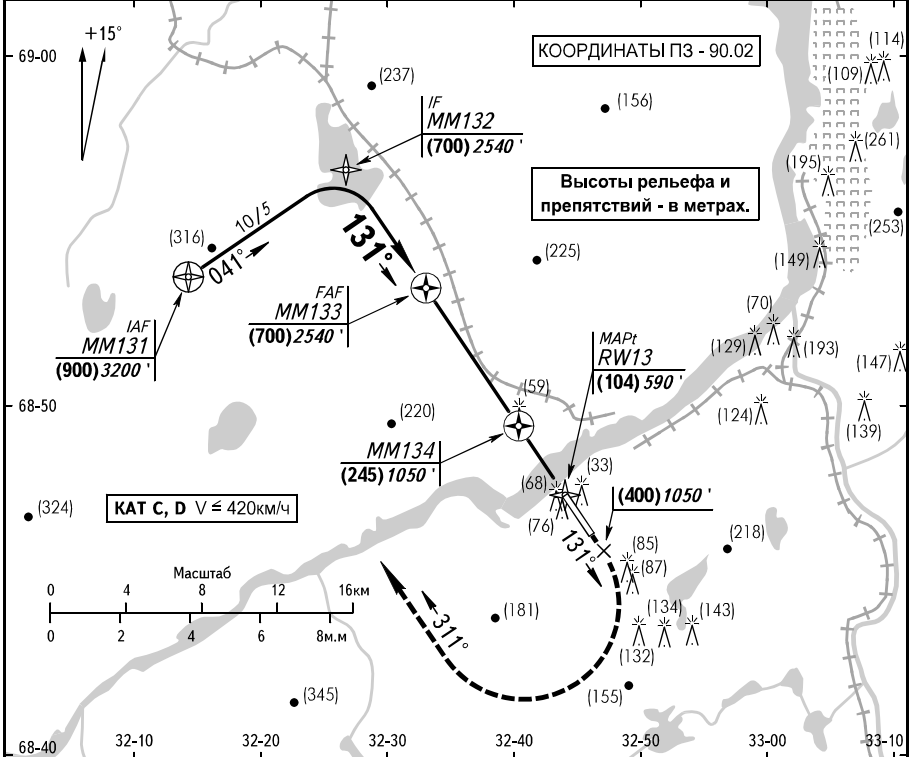 +15°
69-00
(237)
КООРДИНАТЫ ПЗ - 90.02
(114)
(109)
(156)
IF
MM132
(700) 2540 '
(261)
(195)
Высоты рельефа и
препятствий - в метрах.
10/5
(316)
041°
131°
(225)
(253)
(149)
FAF
MM133
(700) 2540 '
IAF
MM131
(900) 3200 '
(70)
(129)
(193)
(147)
MAPt
RW13
(104) 590 '
(59)
68-50
(220)
(124)
(139)
MM134
(245) 1050 '
(68)
(33)
(76)
(400) 1050 '
КАТ C, D V ≤ 420км/ч
(324)
131°
(218)
(85)
(87)
Масштаб
0 4 8 12 16км
0 2 4 6 8м.м
311°
(181)
(134)
(143)
(132)
(345)
(155)
68-40
32-10
32-20
32-30
32-40
32-50
33-00
33-10